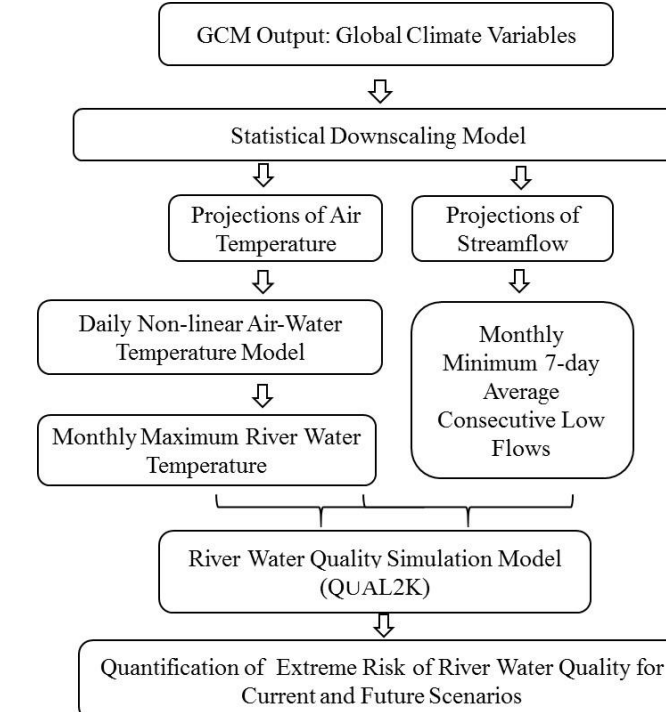 GCM Output: Global Climate Variables
Statistical Downscaling Model
Projections of Air
Temperature
Projections of
Streamflow
Daily Non-linear Air-Water
Temperature Model
Monthly
Minimum 7-day
Average
Consecutive Low
Flows
Monthly Maximum River Water
Temperature
River Water Quality Simulation Model
(QUAL2K)
Quantification of Extreme Risk of River Water Quality for
Current and Future Scenarios